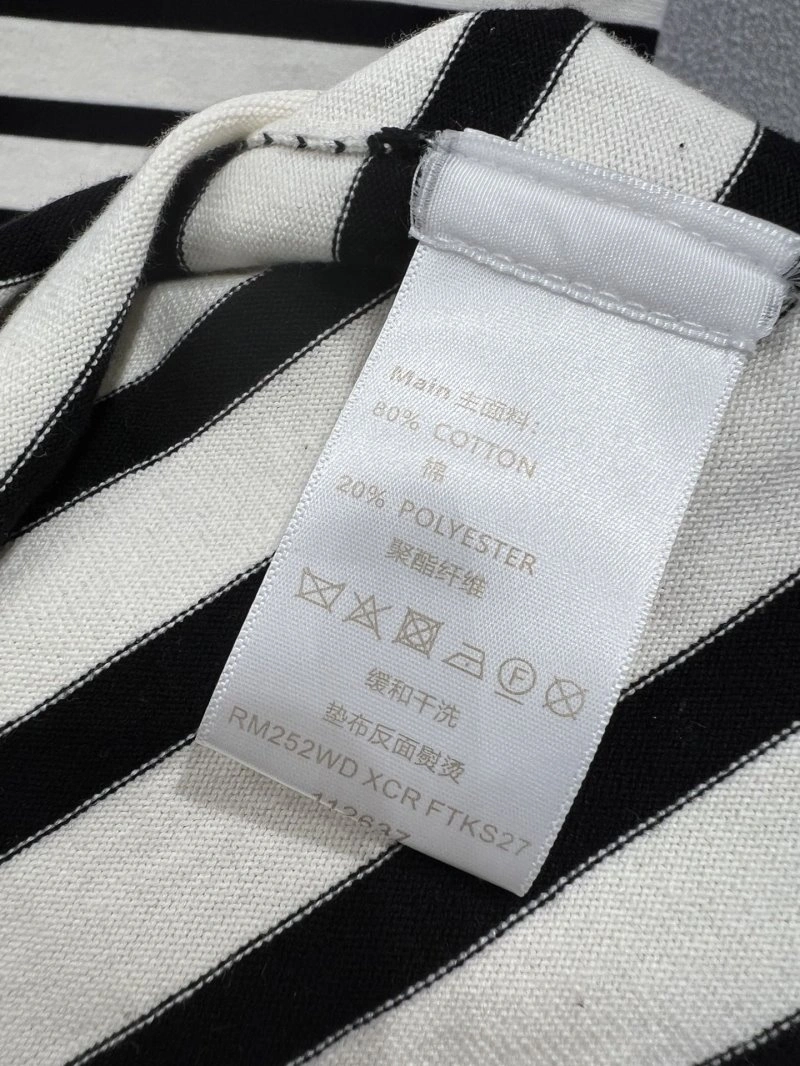 Main 主面料:
80% COTTON
棉
20% POLYESTER
聚酯纤维
F
缓和干洗
垫布反面熨烫
RM252WD XCR FTKS27
112637